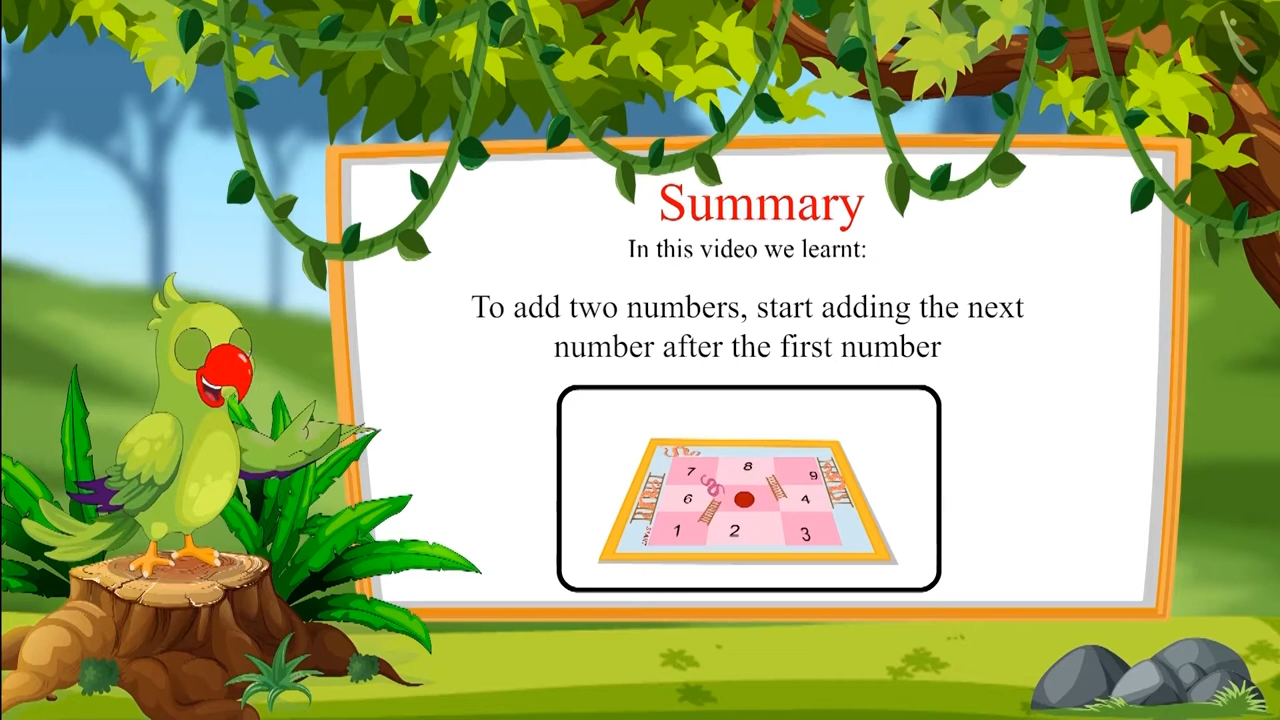 Summary
In this video we learnt:
To add two numbers, start adding the next
number after the first number
7 8 9
6 4
1 2 3
START